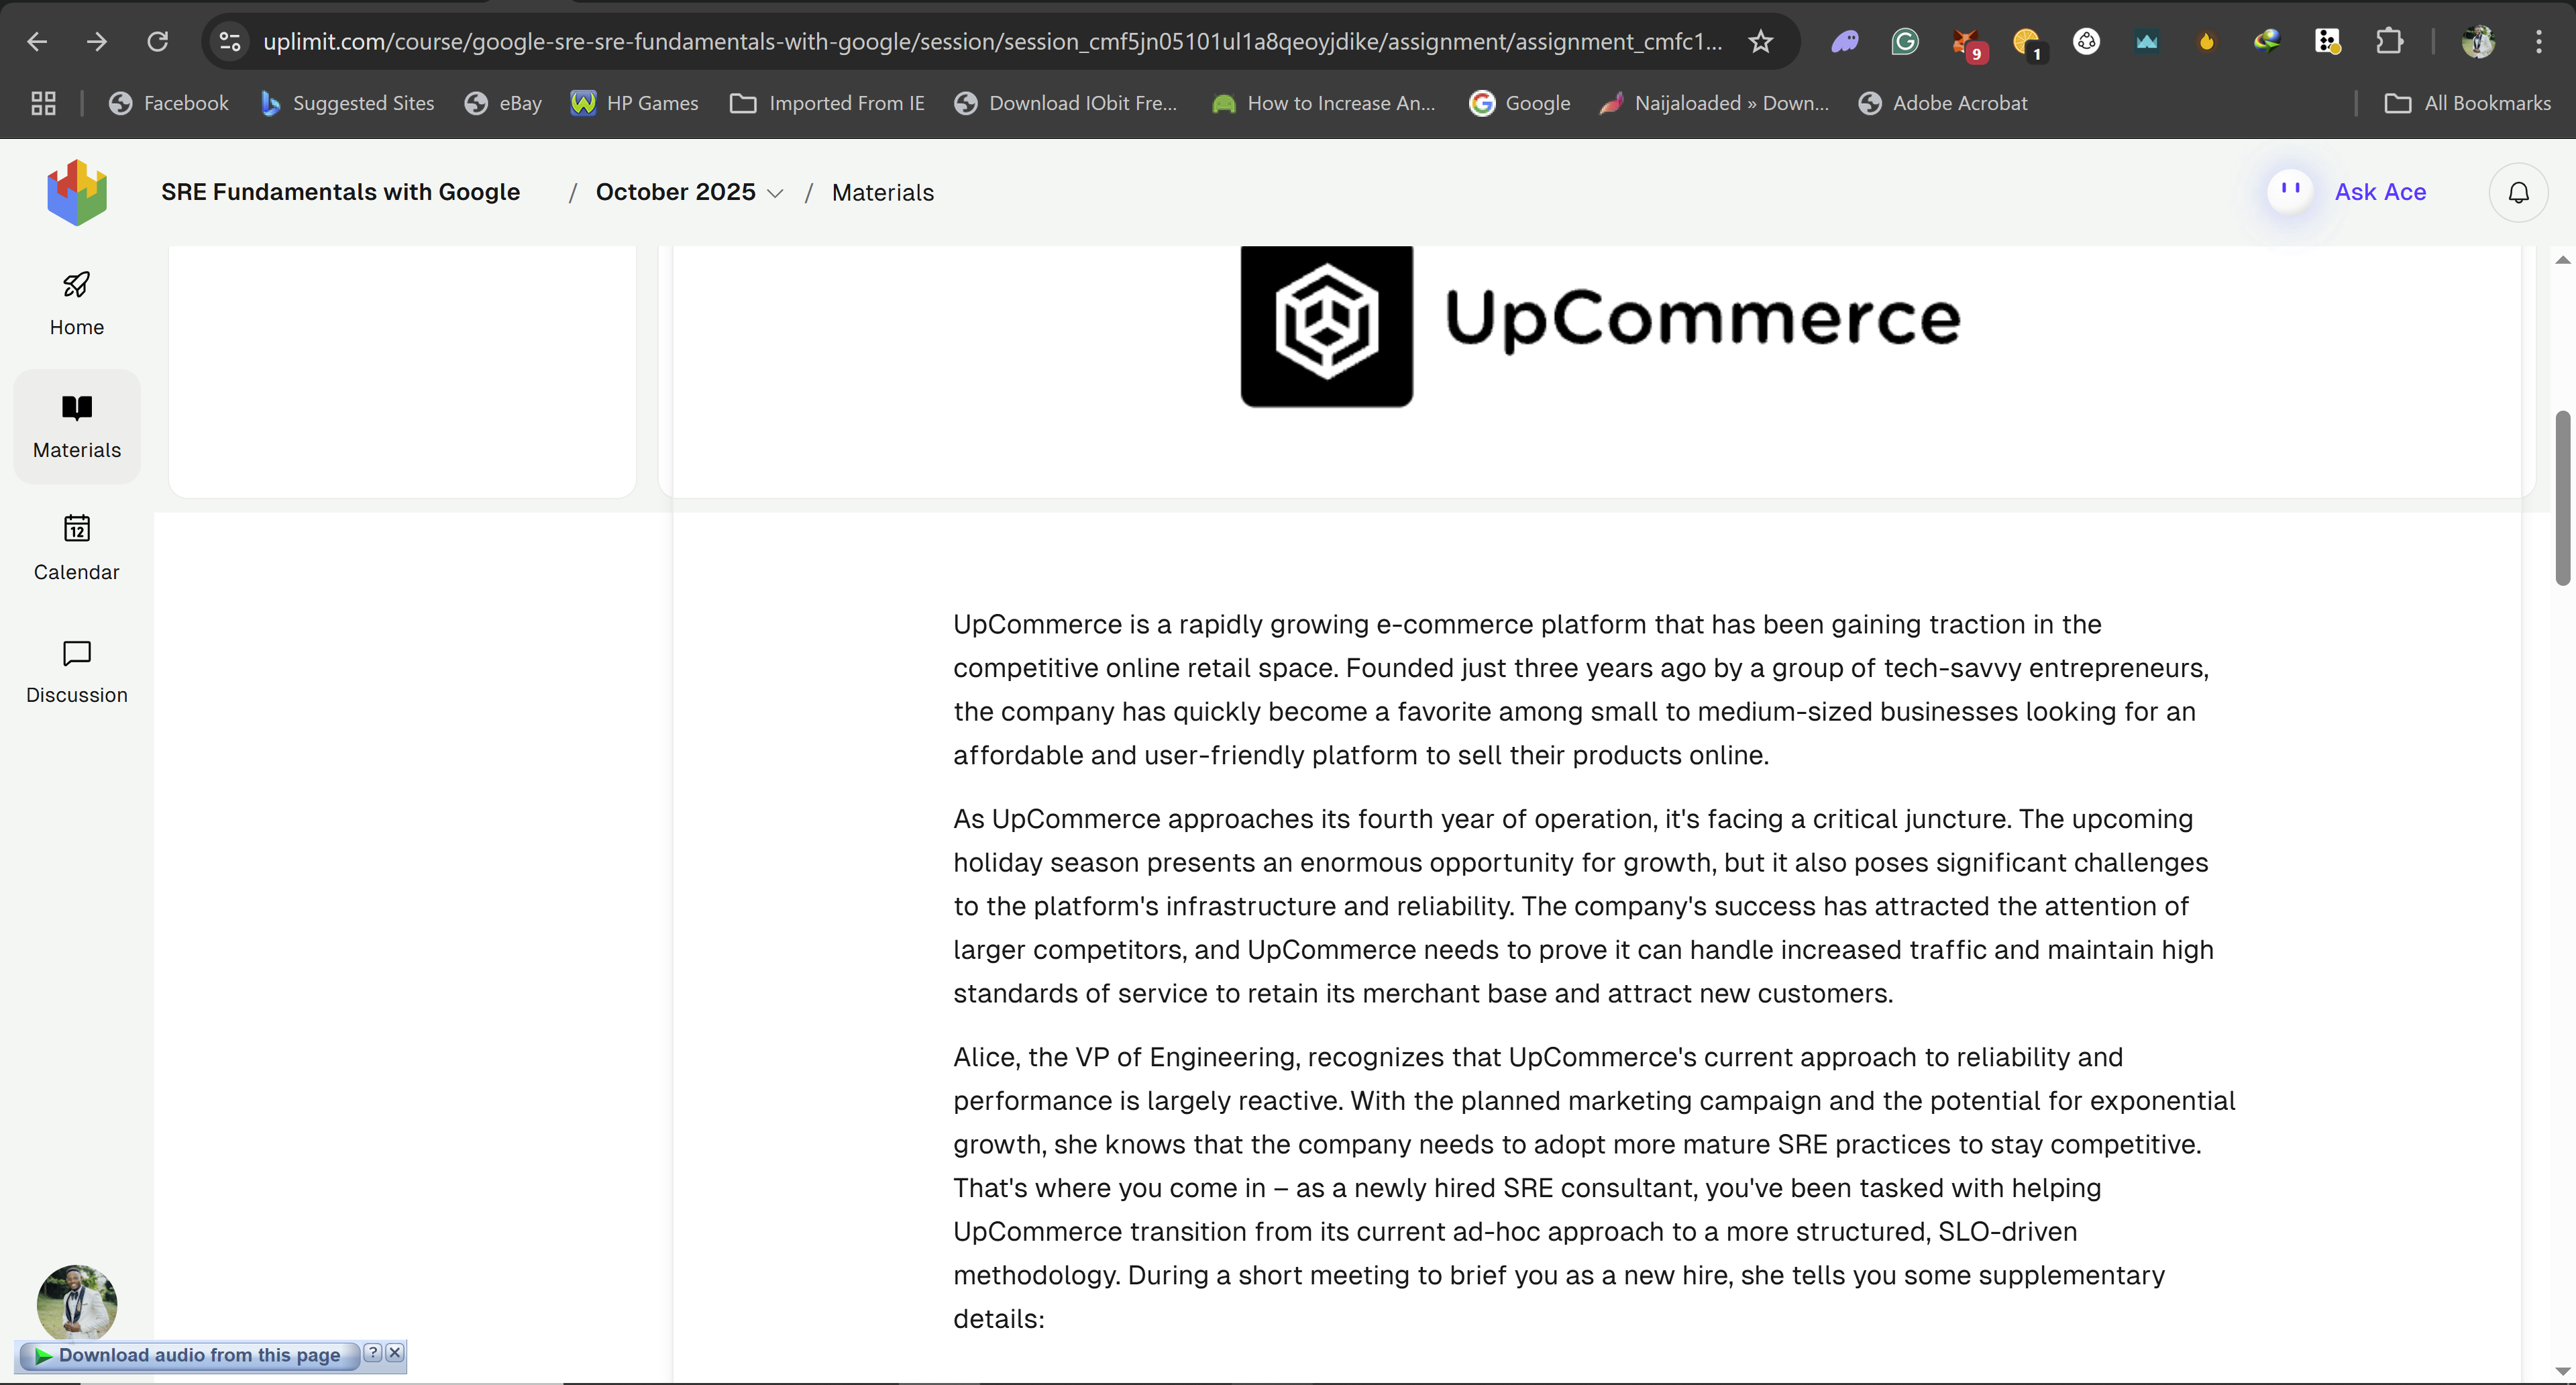 uplimit.com/course/google-sre-sre-fundamentals-with-google/session/session_cmf5jn05101ul1a8qeoyjdike/assignment/assignment_cmfc1...
9
1
Facebook
Suggested Sites
eBay
HP Games
Imported From IE
Download IObit Fre...
How to Increase An...
Google
Naijaloaded » Down...
Adobe Acrobat
All Bookmarks
SRE Fundamentals with Google / October 2025 / Materials
Ask Ace
Home
Materials
12
Calendar
Discussion
UpCommerce
UpCommerce is a rapidly growing e-commerce platform that has been gaining traction in the
competitive online retail space. Founded just three years ago by a group of tech-savvy entrepreneurs,
the company has quickly become a favorite among small to medium-sized businesses looking for an
affordable and user-friendly platform to sell their products online.
As UpCommerce approaches its fourth year of operation, it's facing a critical juncture. The upcoming
holiday season presents an enormous opportunity for growth, but it also poses significant challenges
to the platform's infrastructure and reliability. The company's success has attracted the attention of
larger competitors, and UpCommerce needs to prove it can handle increased traffic and maintain high
standards of service to retain its merchant base and attract new customers.
Alice, the VP of Engineering, recognizes that UpCommerce's current approach to reliability and
performance is largely reactive. With the planned marketing campaign and the potential for exponential
growth, she knows that the company needs to adopt more mature SRE practices to stay competitive.
That's where you come in – as a newly hired SRE consultant, you've been tasked with helping
UpCommerce transition from its current ad-hoc approach to a more structured, SLO-driven
methodology. During a short meeting to brief you as a new hire, she tells you some supplementary
details:
Download audio from this page ?